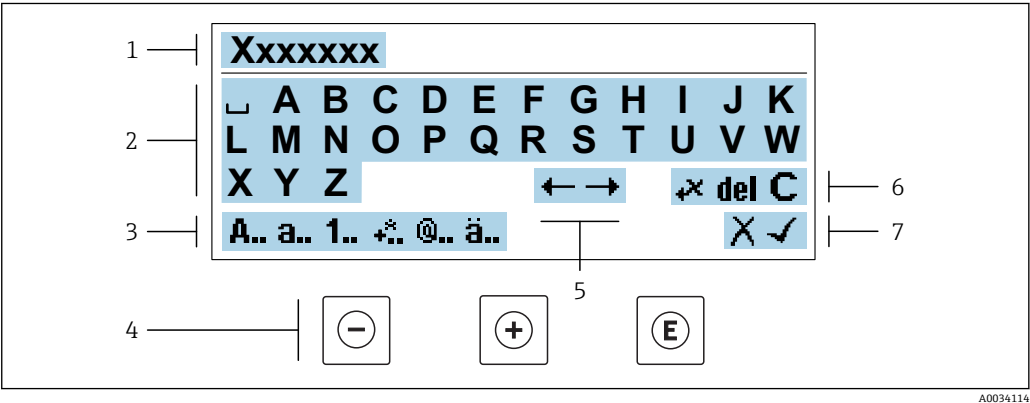 1 Xxxxxxx
2 ⎵ A B C D E F G H I J K
L M N O P Q R S T U V W
X Y Z ← → +× del C 6
3 A.. a.. 1.. +×.. @.. ä.. X ✓ 7
5
4 − + E
A0034114